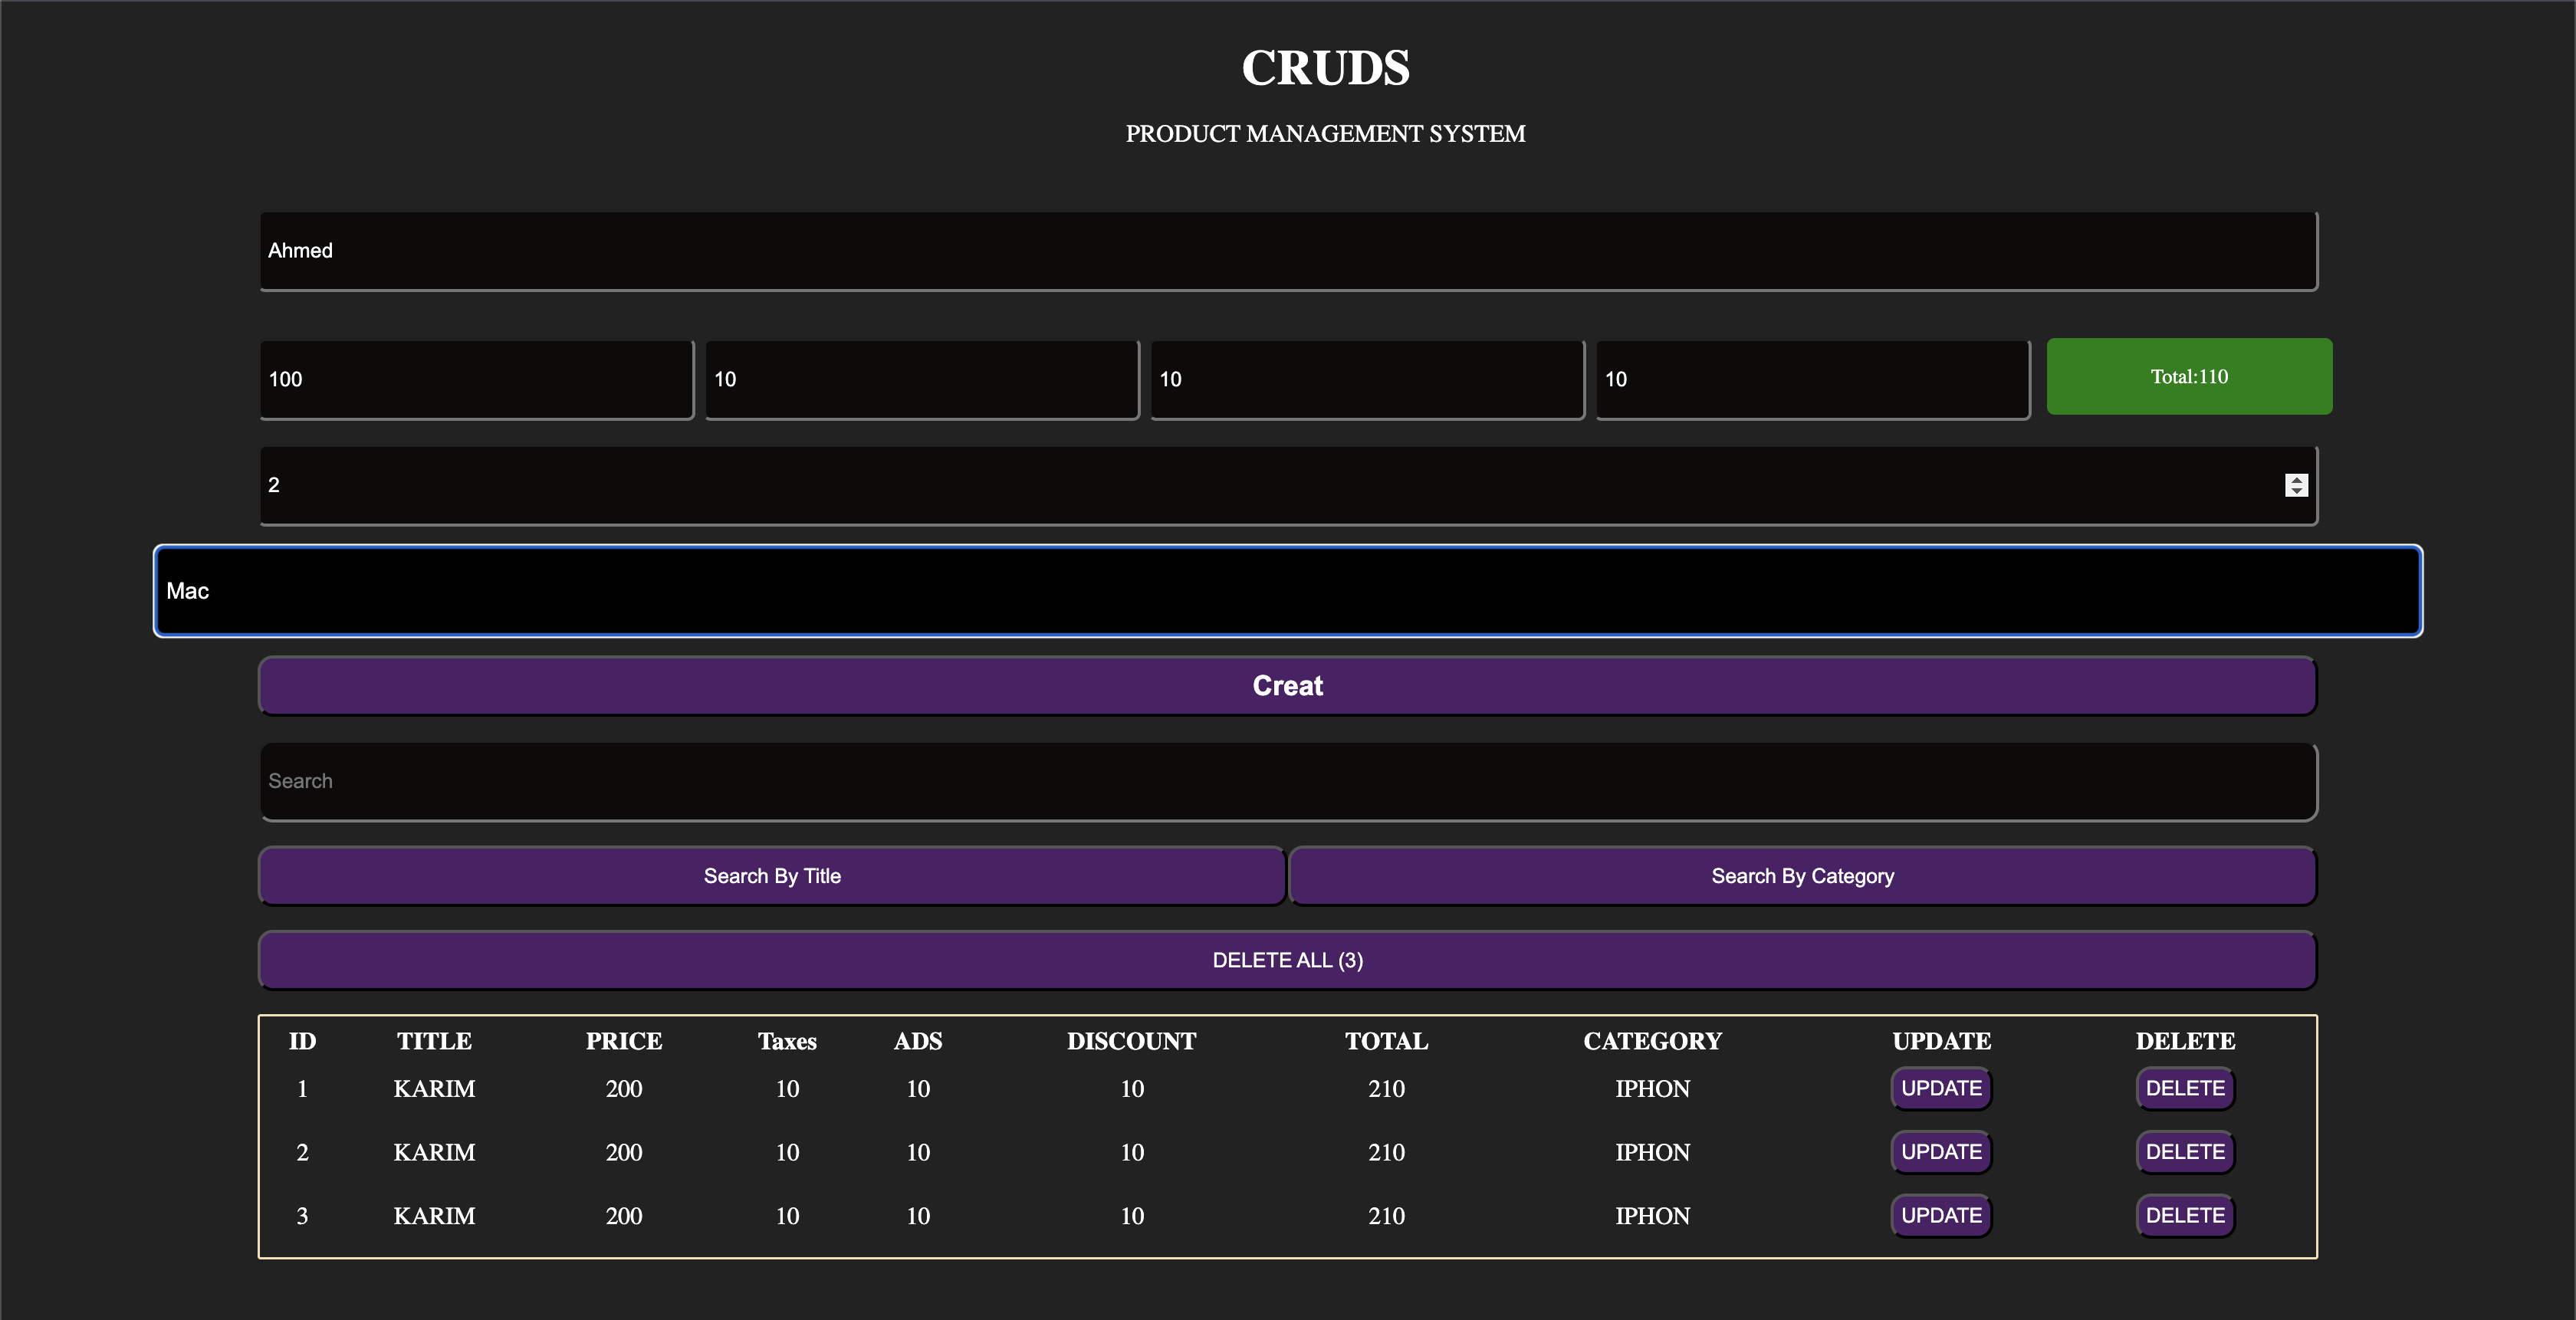 CRUDS
PRODUCT MANAGEMENT SYSTEM
Ahmed
100 10 10 10 Total:110
2
Mac
Creat
Search
Search By Title Search By Category
DELETE ALL (3)
ID TITLE PRICE Taxes ADS DISCOUNT TOTAL CATEGORY UPDATE DELETE
1 KARIM 200 10 10 10 210 IPHON UPDATE DELETE
2 KARIM 200 10 10 10 210 IPHON UPDATE DELETE
3 KARIM 200 10 10 10 210 IPHON UPDATE DELETE